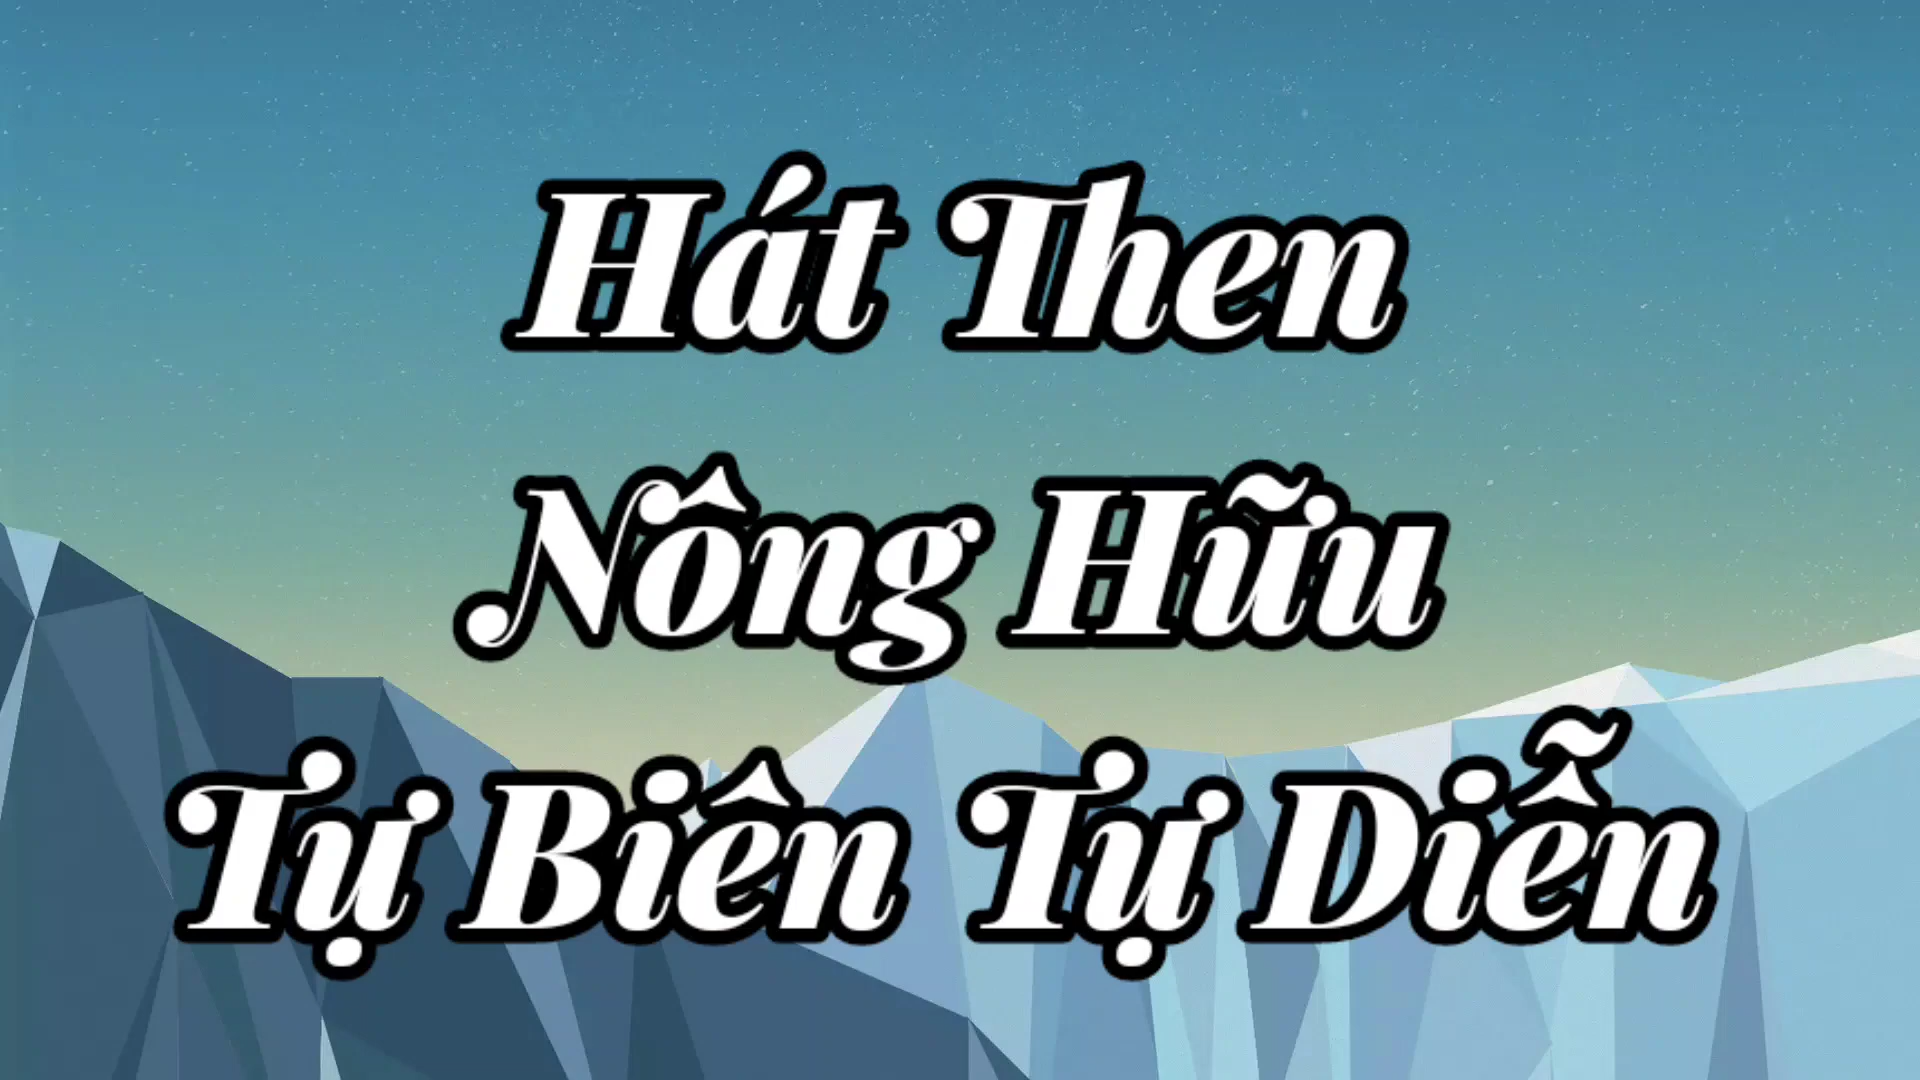 Hát Then
Nông Hữu
Tự Biên Tự Diễn